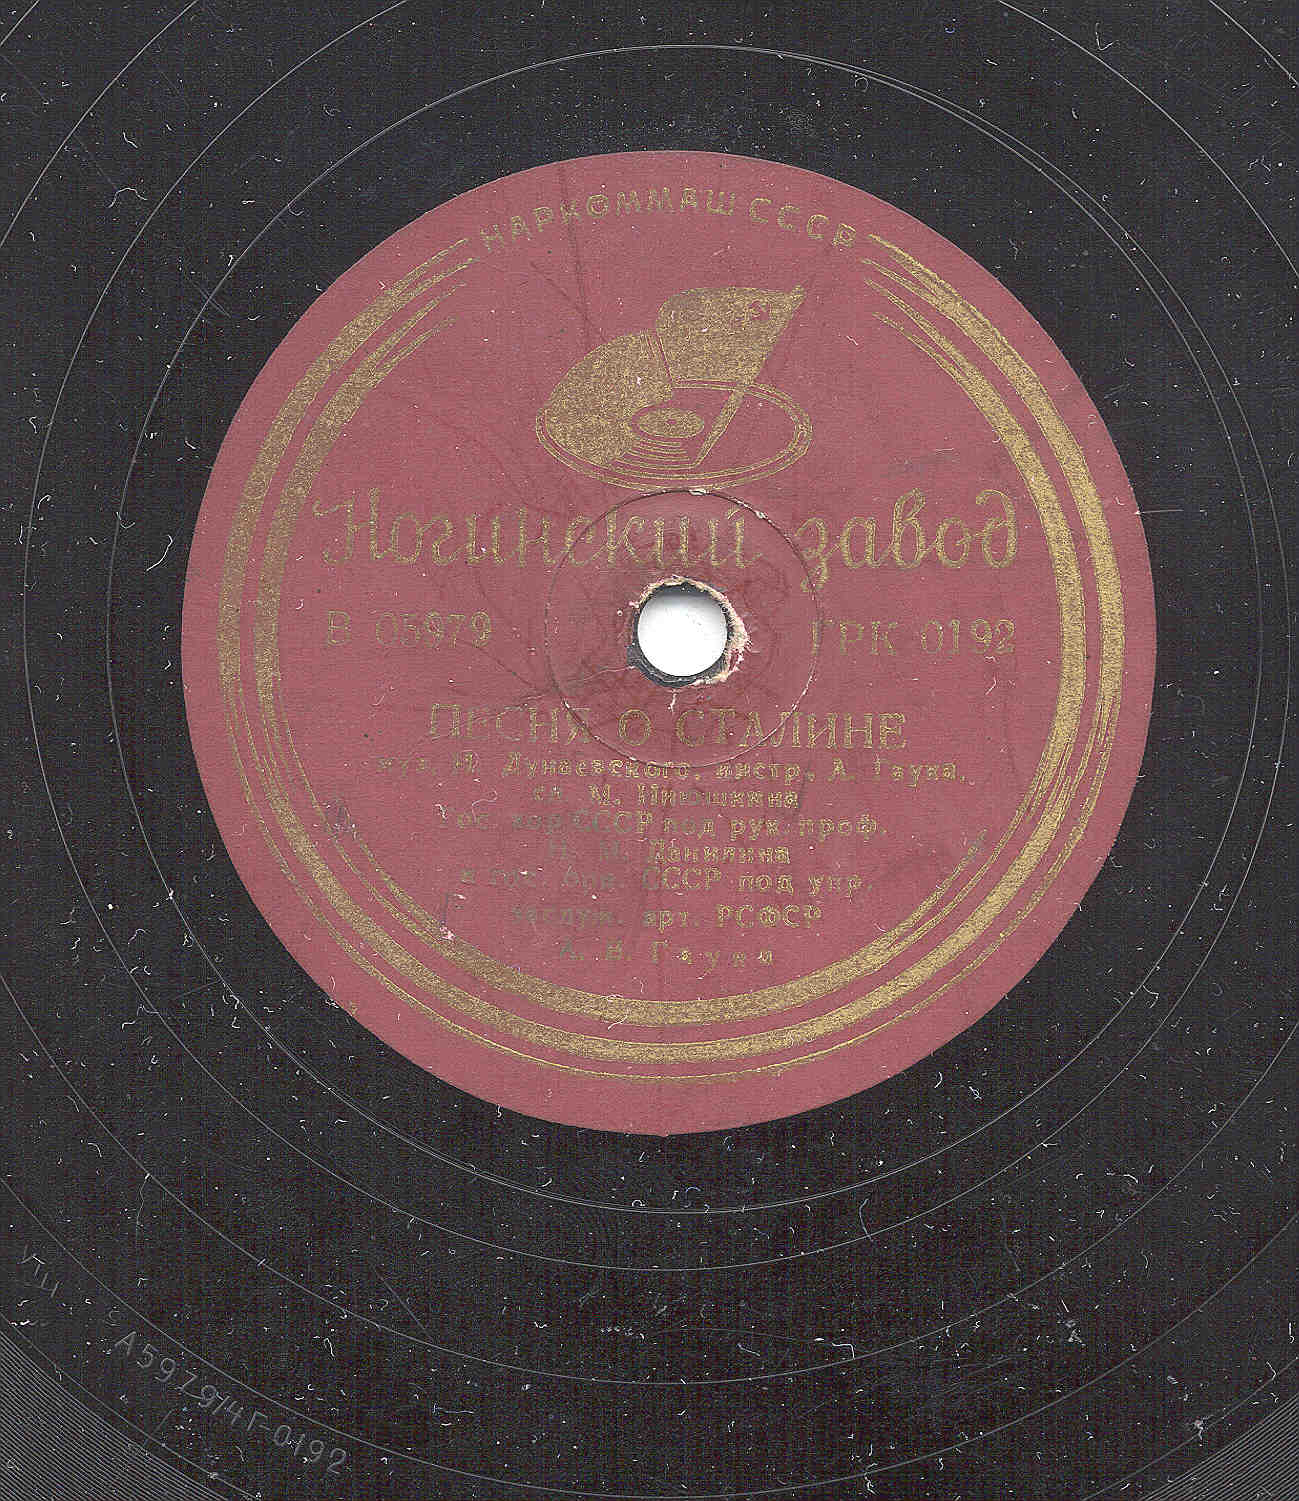 НАРКОММАШ СССР
Ногинский завод
В 05979
ГРК 0192
ПЕСНЯ О СТАЛИНЕ
муз. И. Дунаевского, инстр. А. Гаука,
сл. М. Инюшкина
Гос. хор СССР под рук. проф.
Н. М. Данилина
и гос. орк. СССР под упр.
заслуж. арт. РСФСР
А. В. Гаука
А5979/4Г-0192